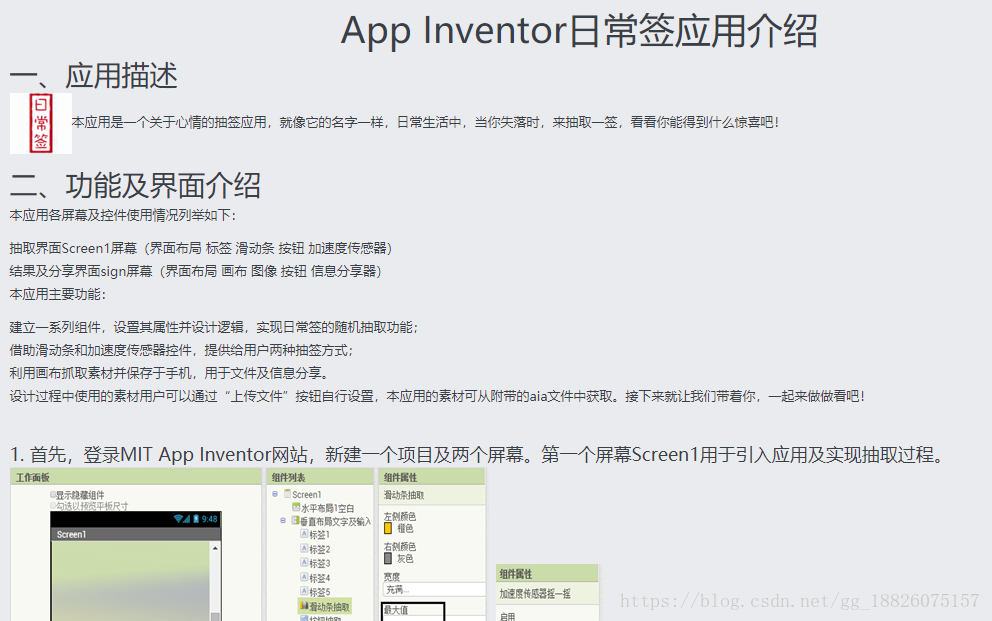 App Inventor日常签应用介绍
一、应用描述
日常签
本应用是一个关于心情的抽签应用，就像它的名字一样，日常生活中，当你失落时，来抽取一签，看看你能得到什么惊喜吧！
二、功能及界面介绍
本应用各屏幕及控件使用情况列举如下：
抽取界面Screen1屏幕（界面布局 标签 滑动条 按钮 加速度传感器）
结果及分享界面sign屏幕（界面布局 画布 图像 按钮 信息分享器）
本应用主要功能：
建立一系列组件，设置其属性并设计逻辑，实现日常签的随机抽取功能；
借助滑动条和加速度传感器控件，提供给用户两种抽签方式；
利用画布抓取素材并保存于手机，用于文件及信息分享。
设计过程中使用的素材用户可以通过“上传文件”按钮自行设置，本应用的素材可从附带的aia文件中获取。接下来就让我们带着你，一起来做做看吧！
1. 首先，登录MIT App Inventor网站，新建一个项目及两个屏幕。第一个屏幕Screen1用于引入应用及实现抽取过程。
工作面板
显示隐藏组件
勾选以预览平板尺寸
9:48
Screen1
组件列表
Screen1
水平布局1空白
垂直布局文字及输入
标签1
标签2
标签3
标签4
标签5
滑动条抽取
按钮抽取
组件属性
滑动条抽取
左侧颜色
橙色
右侧颜色
灰色
宽度
充满...
最大值
组件属性
加速度传感器摇一摇
启用
https://blog.csdn.net/gg_18826075157